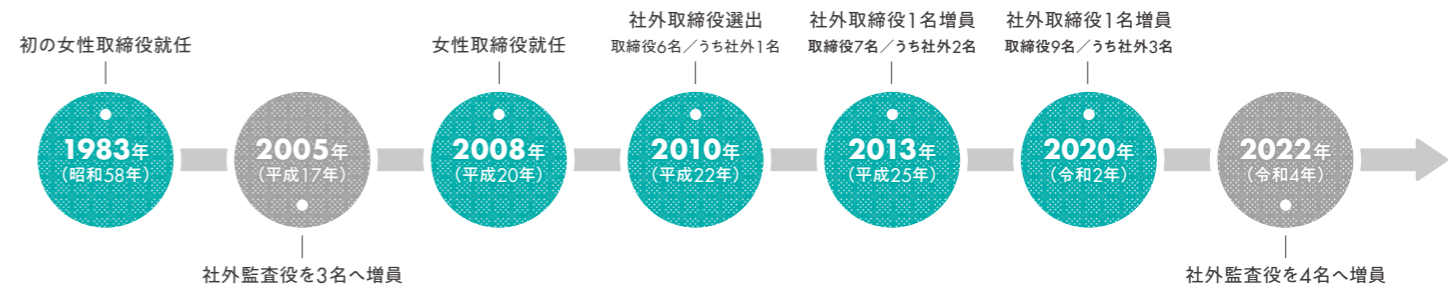 初の女性取締役就任
1983年
（昭和58年）
2005年
（平成17年）
社外監査役を3名へ増員
女性取締役就任
2008年
（平成20年）
社外取締役選出
取締役6名／うち社外1名
2010年
（平成22年）
社外取締役1名増員
取締役7名／うち社外2名
2013年
（平成25年）
社外取締役1名増員
取締役9名／うち社外3名
2020年
（令和2年）
2022年
（令和4年）
社外監査役を4名へ増員